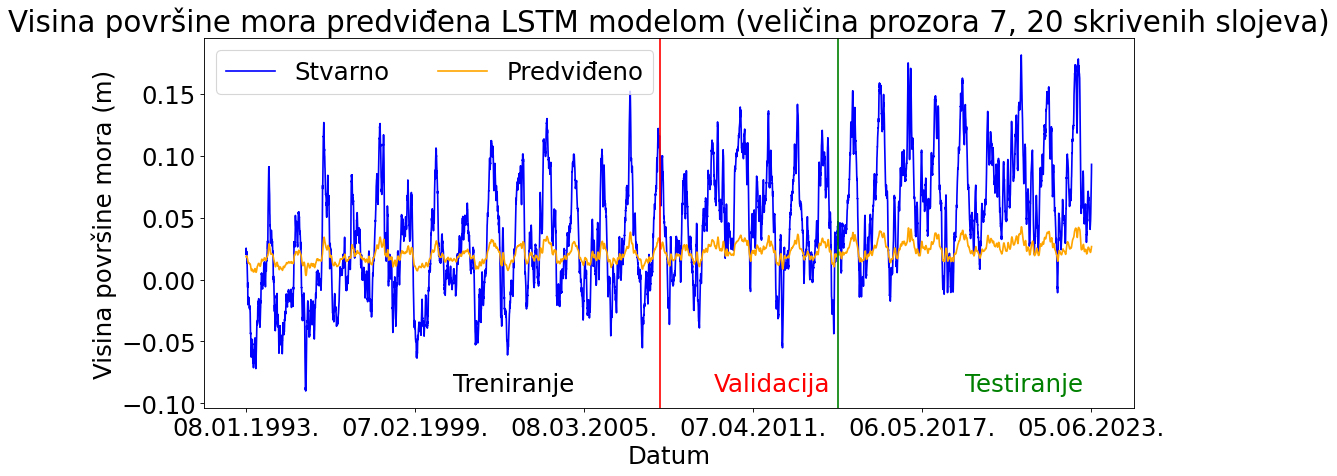 Visina površine mora predviđena LSTM modelom (veličina prozora 7, 20 skrivenih slojeva)
Stvarno
Predviđeno
Visina površine mora (m)
0.15
0.10
0.05
0.00
−0.05
−0.10
Treniranje
Validacija
Testiranje
08.01.1993.
07.02.1999.
08.03.2005.
07.04.2011.
06.05.2017.
05.06.2023.
Datum